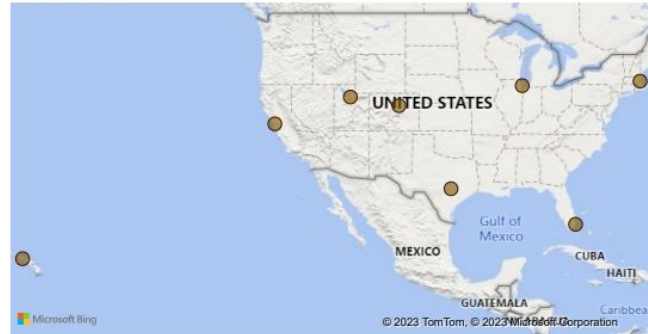 UNITED STATES
Gulf of
Mexico
MEXICO
CUBA
HAITI
GUATEMALA
Caribbea
Microsoft Bing
© 2023 TomTom, © 2023 Microsoft Corporation